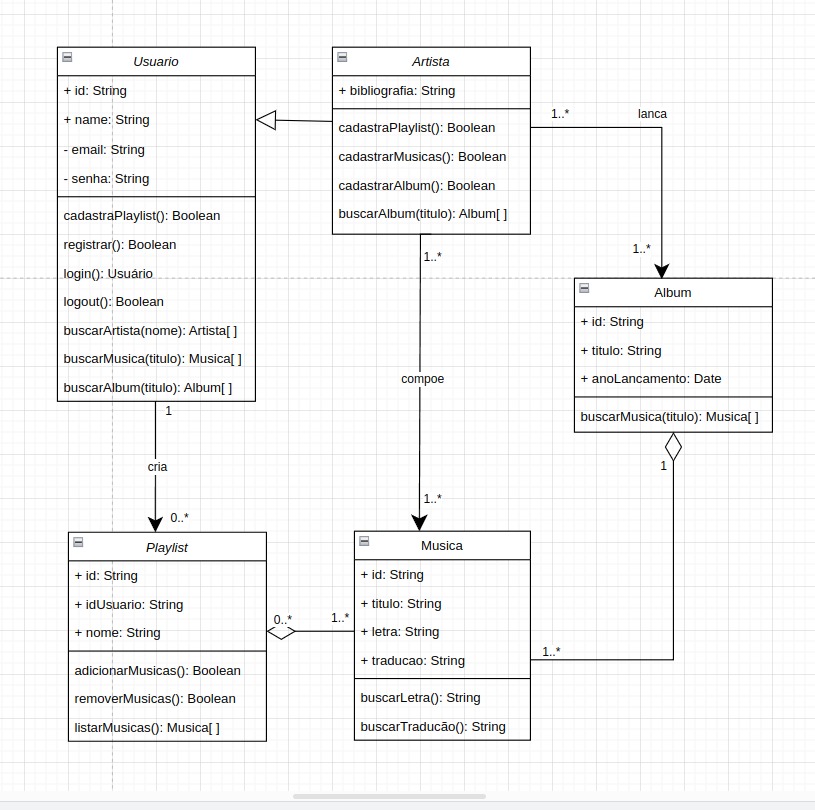 Usuario
+ id: String
+ name: String
- email: String
- senha: String
cadastraPlaylist(): Boolean
registrar(): Boolean
login(): Usuário
logout(): Boolean
buscarArtista(nome): Artista[ ]
buscarMusica(titulo): Musica[ ]
buscarAlbum(titulo): Album[ ]
Artista
+ bibliografia: String
cadastraPlaylist(): Boolean
cadastrarMusicas(): Boolean
cadastrarAlbum(): Boolean
buscarAlbum(titulo): Album[ ]
1..*
lanca
1..*
Album
+ id: String
+ titulo: String
+ anoLancamento: Date
buscarMusica(titulo): Musica[ ]
1..*
compoe
1..*
1
cria
0..*
Playlist
+ id: String
+ idUsuario: String
+ nome: String
adicionarMusicas(): Boolean
removerMusicas(): Boolean
listarMusicas(): Musica[ ]
0..*
1..*
Musica
+ id: String
+ titulo: String
+ letra: String
+ traducao: String
buscarLetra(): String
buscarTraducão(): String
1
1..*